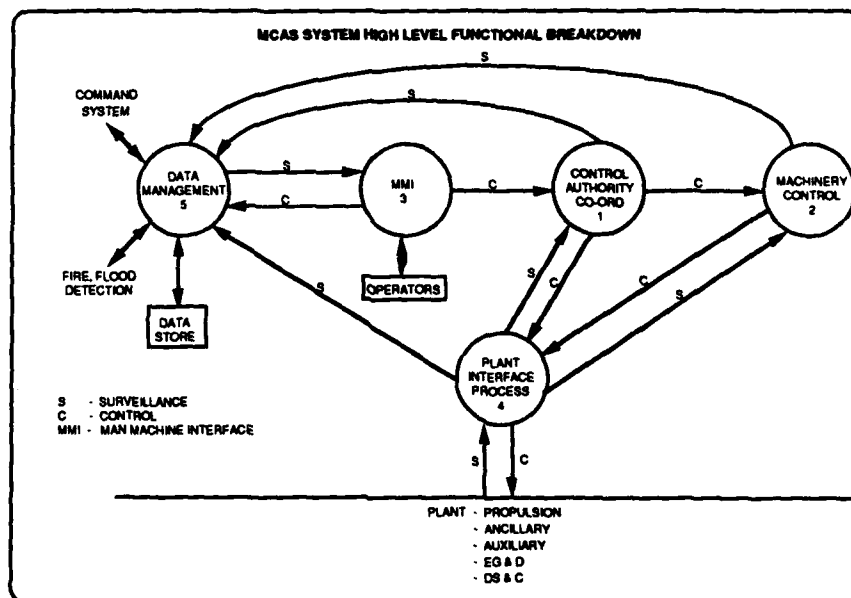 MCAS SYSTEM HIGH LEVEL FUNCTIONAL BREAKDOWN
S
S
COMMAND
SYSTEM
DATA
MANAGEMENT
5
S
C
MMI
3
C
CONTROL
AUTHORITY
CO-ORD
1
C
MACHINERY
CONTROL
2
FIRE, FLOOD
DETECTION
DATA
STORE
OPERATORS
S
S
C
C
S
PLANT
INTERFACE
PROCESS
4
S - SURVEILLANCE
C - CONTROL
MMI - MAN MACHINE INTERFACE
S
C
PLANT - PROPULSION
- ANCILLARY
- AUXILIARY
- EG & D
- DS & C